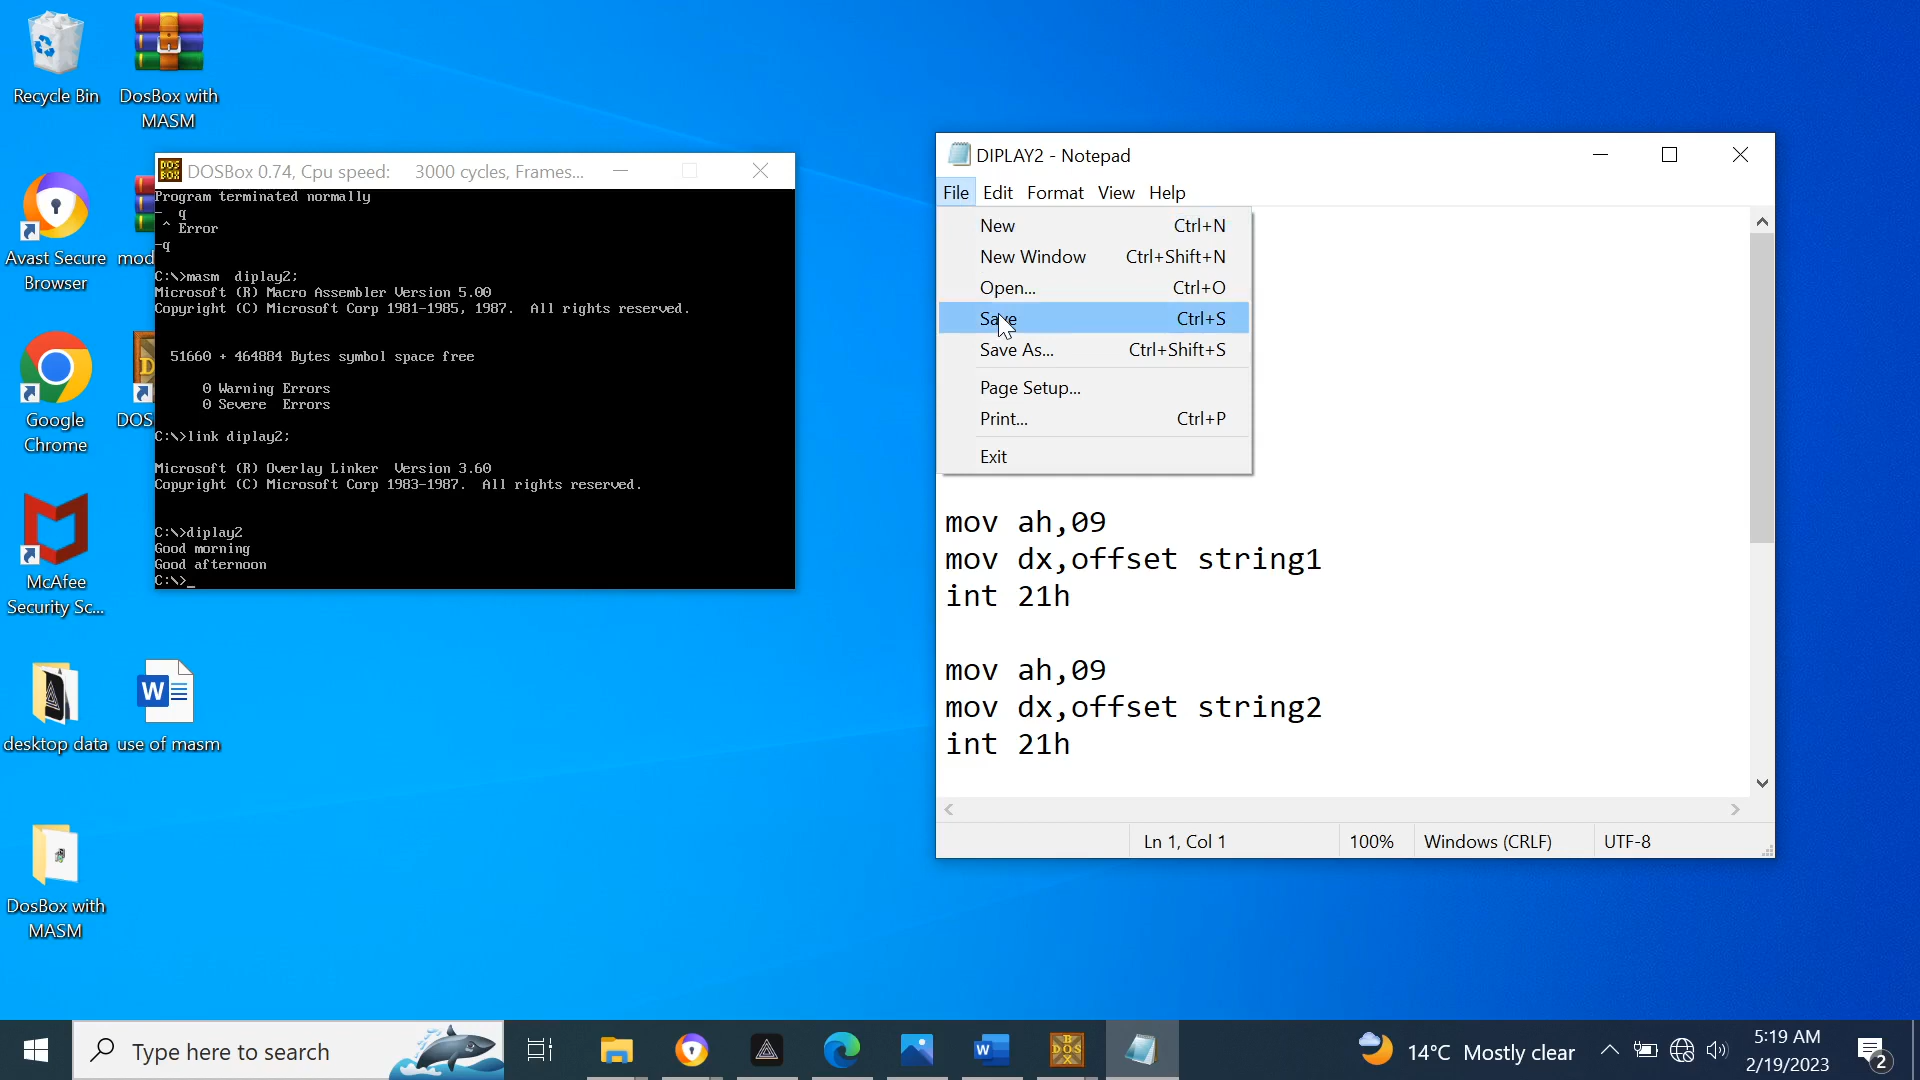 Recycle Bin
DosBox with
MASM
Avast Secure
Browser
mod
Google
Chrome
DOS
McAfee
Security Sc...
desktop data
use of masm
DosBox with
MASM
DOSBox 0.74, Cpu speed: 3000 cycles, Frames...
Program terminated normally
- q
^ Error
-q
C:\>masm diplay2;
Microsoft (R) Macro Assembler Version 5.00
Copyright (C) Microsoft Corp 1981-1985, 1987. All rights reserved.
51660 + 464884 Bytes symbol space free
0 Warning Errors
0 Severe Errors
C:\>link diplay2;
Microsoft (R) Overlay Linker Version 3.60
Copyright (C) Microsoft Corp 1983-1987. All rights reserved.
C:\>diplay2
Good morning
Good afternoon
C:\>_
DIPLAY2 - Notepad
File Edit Format View Help
New Ctrl+N
New Window Ctrl+Shift+N
Open... Ctrl+O
Save Ctrl+S
Save As... Ctrl+Shift+S
Page Setup...
Print... Ctrl+P
Exit
mov ah,09
mov dx,offset string1
int 21h
mov ah,09
mov dx,offset string2
int 21h
Ln 1, Col 1 100% Windows (CRLF) UTF-8
Type here to search
14°C Mostly clear
5:19 AM
2/19/2023
2